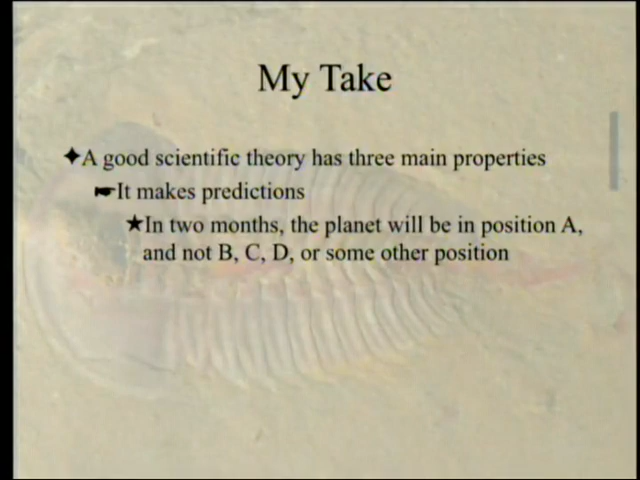 My Take
A good scientific theory has three main properties
It makes predictions
In two months, the planet will be in position A,
and not B, C, D, or some other position